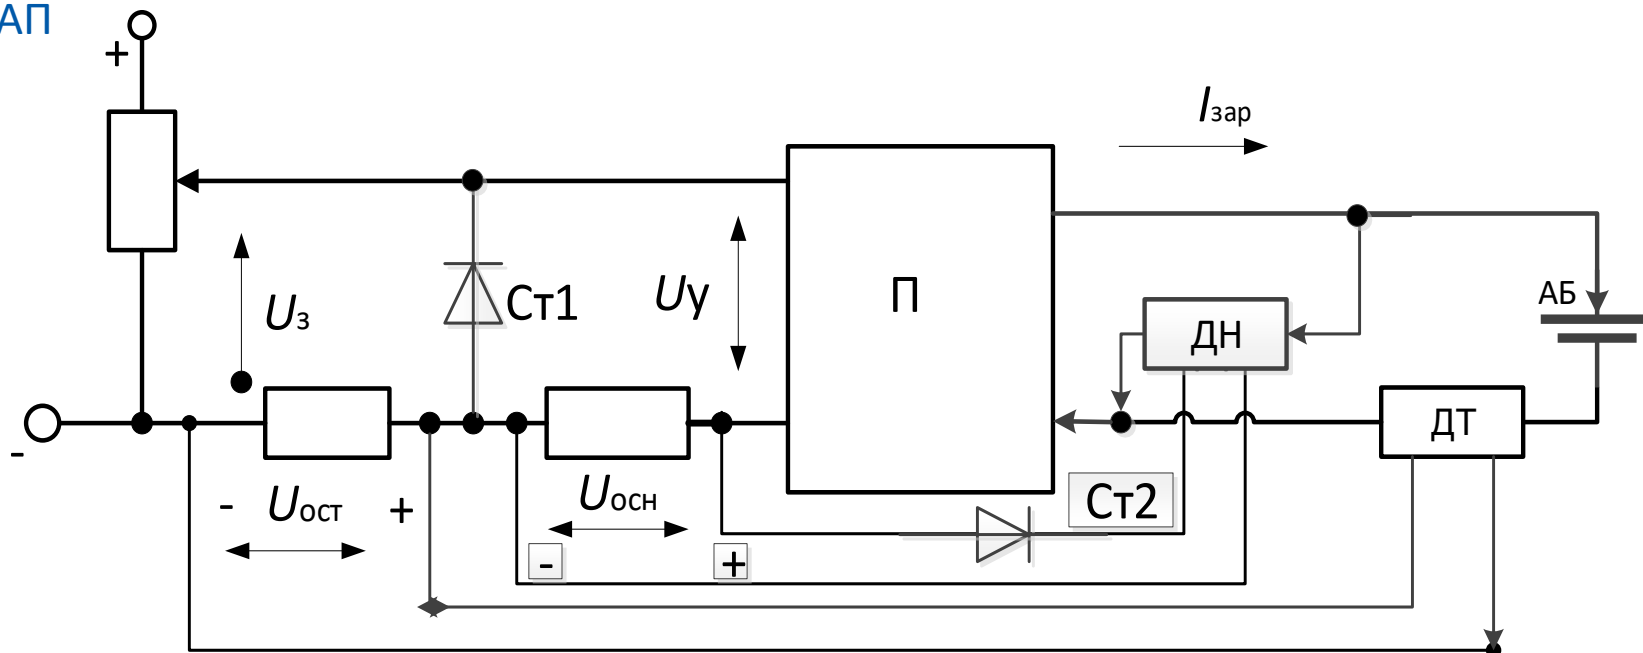 АП
+
Iзар
Uз
Ст1
Uу
П
ДН
АБ
ДТ
-
- Uост +
Uосн
Ст2
- +